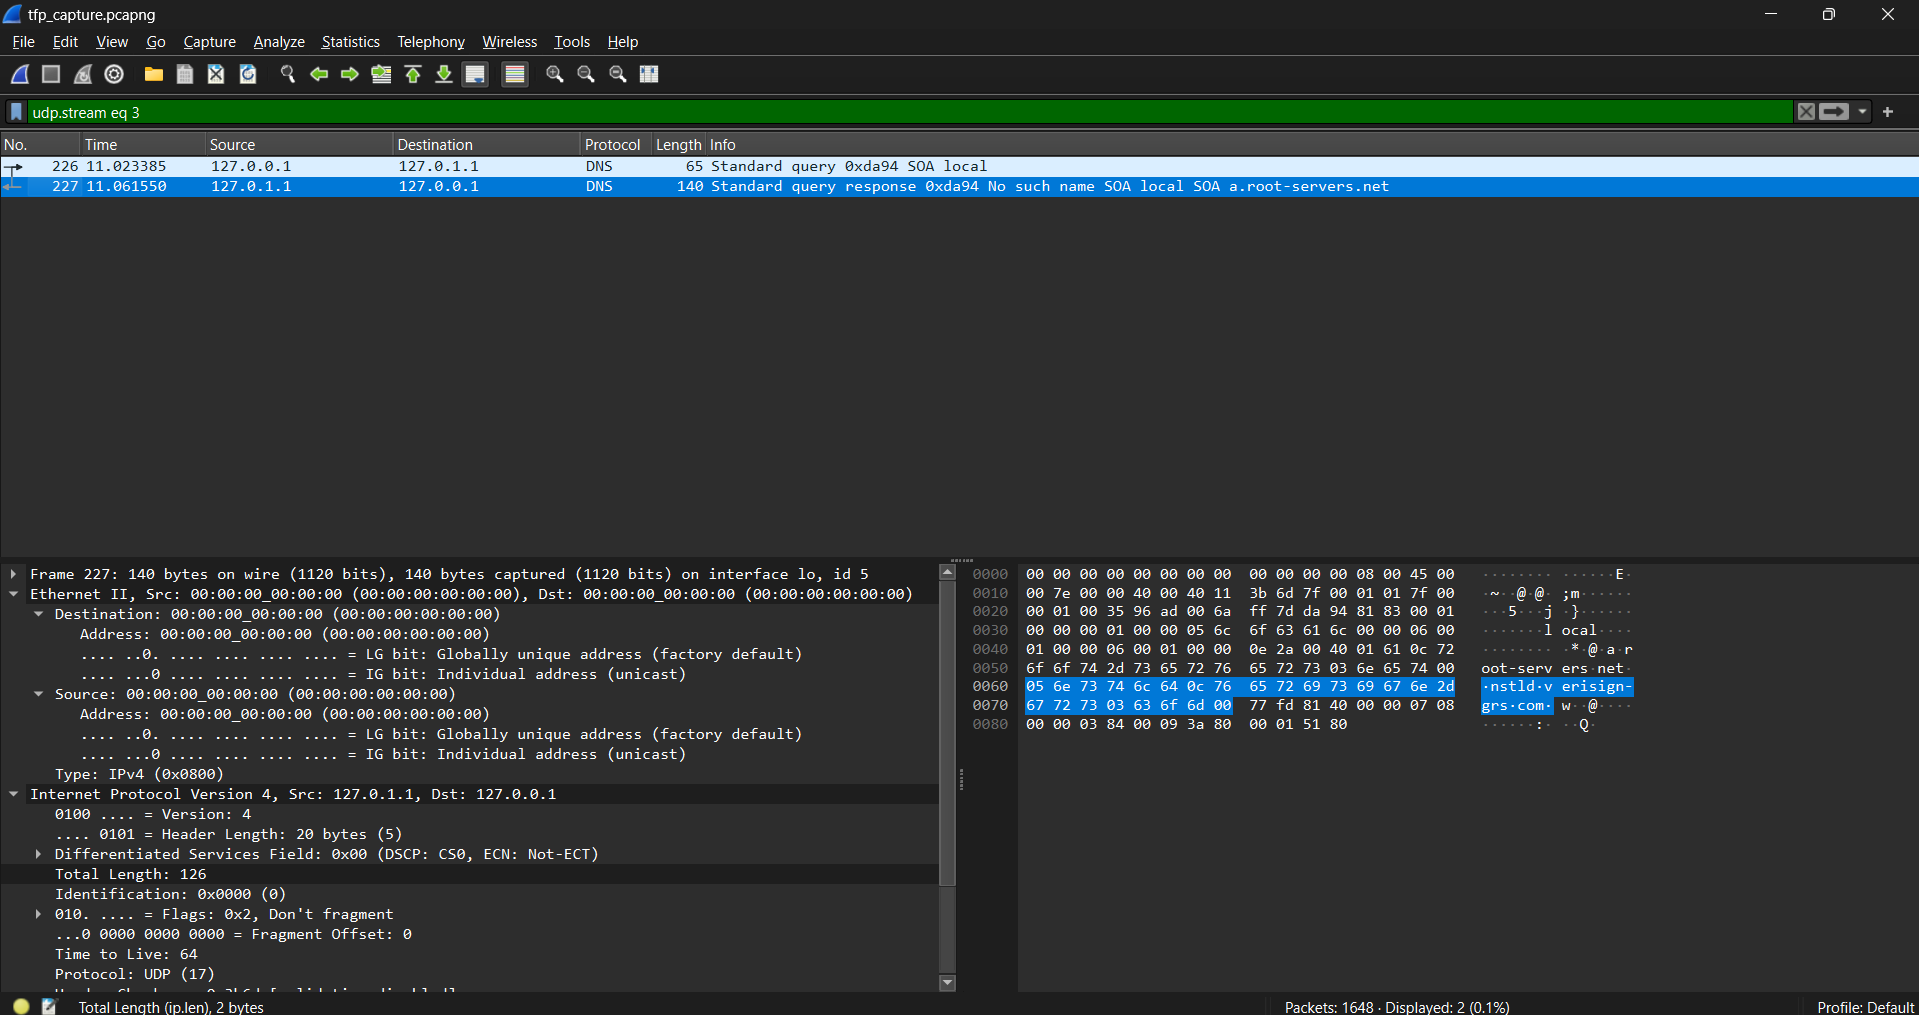 tfp_capture.pcapng
File Edit View Go Capture Analyze Statistics Telephony Wireless Tools Help
udp.stream eq 3
No. Time Source Destination Protocol Length Info
226 11.023385 127.0.0.1 127.0.1.1 DNS 65 Standard query 0xda94 SOA local
227 11.061550 127.0.1.1 127.0.0.1 DNS 140 Standard query response 0xda94 No such name SOA local SOA a.root-servers.net
Frame 227: 140 bytes on wire (1120 bits), 140 bytes captured (1120 bits) on interface lo, id 5
Ethernet II, Src: 00:00:00_00:00:00 (00:00:00:00:00:00), Dst: 00:00:00_00:00:00 (00:00:00:00:00:00)
Destination: 00:00:00_00:00:00 (00:00:00:00:00:00)
Address: 00:00:00_00:00:00 (00:00:00:00:00:00)
.... ..0. .... .... .... .... = LG bit: Globally unique address (factory default)
.... ...0 .... .... .... .... = IG bit: Individual address (unicast)
Source: 00:00:00_00:00:00 (00:00:00:00:00:00)
Address: 00:00:00_00:00:00 (00:00:00:00:00:00)
.... ..0. .... .... .... .... = LG bit: Globally unique address (factory default)
.... ...0 .... .... .... .... = IG bit: Individual address (unicast)
Type: IPv4 (0x0800)
Internet Protocol Version 4, Src: 127.0.1.1, Dst: 127.0.0.1
0100 .... = Version: 4
.... 0101 = Header Length: 20 bytes (5)
Differentiated Services Field: 0x00 (DSCP: CS0, ECN: Not-ECT)
Total Length: 126
Identification: 0x0000 (0)
010. .... = Flags: 0x2, Don't fragment
...0 0000 0000 0000 = Fragment Offset: 0
Time to Live: 64
Protocol: UDP (17)
0000 00 00 00 00 00 00 00 00 00 00 00 00 08 00 45 00 ········ ······E·
0010 00 7e 00 00 40 00 40 11 3b 6d 7f 00 01 01 7f 00 ·~··@·@· ;m······
0020 00 01 00 35 96 ad 00 6a ff 7d da 94 81 83 00 01 ···5···j ·}······
0030 00 00 00 01 00 00 05 6c 6f 63 61 6c 00 00 06 00 ·······l ocal····
0040 01 00 00 06 00 01 00 00 0e 2a 00 40 01 61 0c 72 ········ ·*·@·a·r
0050 6f 6f 74 2d 73 65 72 76 65 72 73 03 6e 65 74 00 oot-serv ers·net·
0060 05 6e 73 74 6c 64 0c 76 65 72 69 73 69 67 6e 2d ·nstld·v erisign-
0070 67 72 73 03 63 6f 6d 00 77 fd 81 40 00 00 07 08 grs·com· w··@····
0080 00 00 03 84 00 09 3a 80 00 01 51 80 ······:· ··Q·
Total Length (ip.len), 2 bytes
Packets: 1648 · Displayed: 2 (0.1%)
Profile: Default